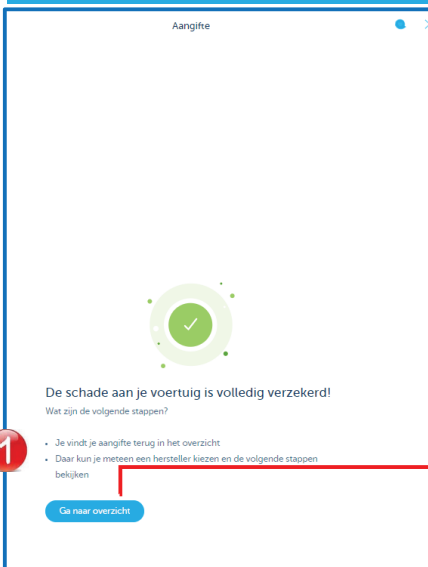 Aangifte
De schade aan je voertuig is volledig verzekerd!
Wat zijn de volgende stappen?
1
• Je vindt je aangifte terug in het overzicht
• Daar kun je meteen een hersteller kiezen en de volgende stappen
bekijken
Ga naar overzicht